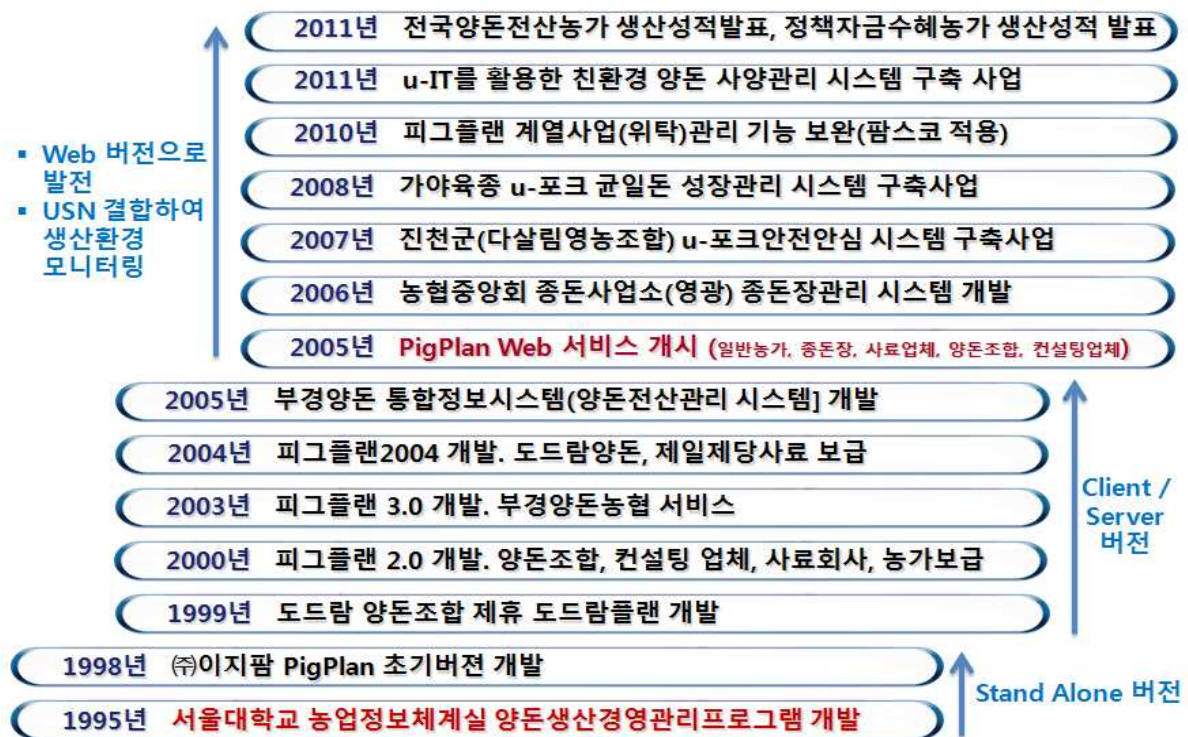 2011년 전국양돈전산농가 생산성적발표, 정책자금수혜농가 생산성적 발표
2011년 u-IT를 활용한 친환경 양돈 사양관리 시스템 구축 사업
2010년 피그플랜 계열사업(위탁)관리 기능 보완(팜스코 적용)
2008년 가야육종 u-포크 균일돈 성장관리 시스템 구축사업
2007년 진천군(다살림영농조합) u-포크안전안심 시스템 구축사업
2006년 농협중앙회 종돈사업소(영광) 종돈장관리 시스템 개발
2005년 PigPlan Web 서비스 개시 (일반농가, 종돈장, 사료업체, 양돈조합, 컨설팅업체)
▪ Web 버전으로
발전
▪ USN 결합하여
생산환경
모니터링
2005년 부경양돈 통합정보시스템(양돈전산관리 시스템] 개발
2004년 피그플랜2004 개발. 도드람양돈, 제일제당사료 보급
2003년 피그플랜 3.0 개발. 부경양돈농협 서비스
2000년 피그플랜 2.0 개발. 양돈조합, 컨설팅 업체, 사료회사, 농가보급
1999년 도드람 양돈조합 제휴 도드람플랜 개발
Client /
Server
버전
1998년 ㈜이지팜 PigPlan 초기버젼 개발
1995년 서울대학교 농업정보체계실 양돈생산경영관리프로그램 개발
Stand Alone 버전